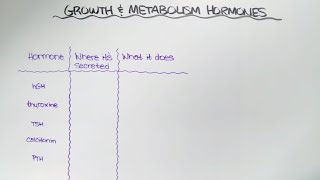 GROWTH & METABOLISM HORMONES
Hormone Where it's secreted What it does
hGH
thyroxine
TSH
calcitonin
PTH